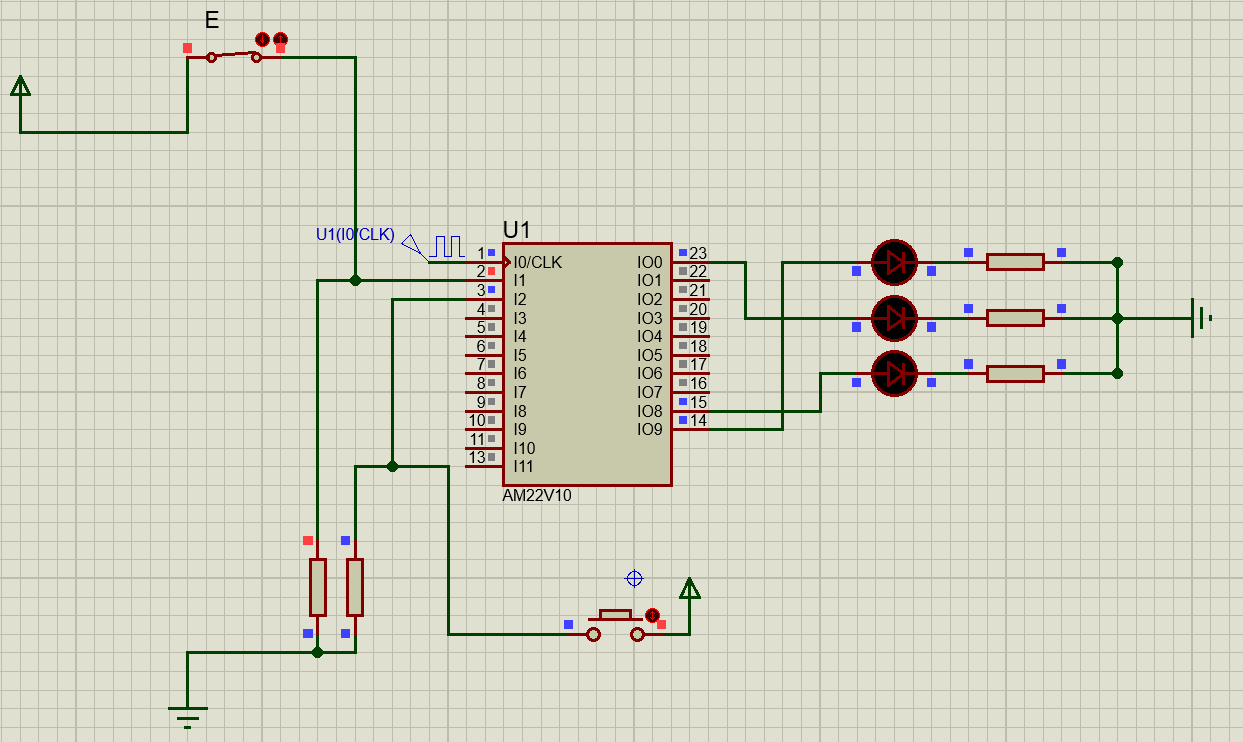 E
U1(I0/CLK)
U1
1 I0/CLK IO0 23
2 I1 IO1 22
3 I2 IO2 21
4 I3 IO3 20
5 I4 IO4 19
6 I5 IO5 18
7 I6 IO6 17
8 I7 IO7 16
9 I8 IO8 15
10 I9 IO9 14
11 I10
13 I11
AM22V10